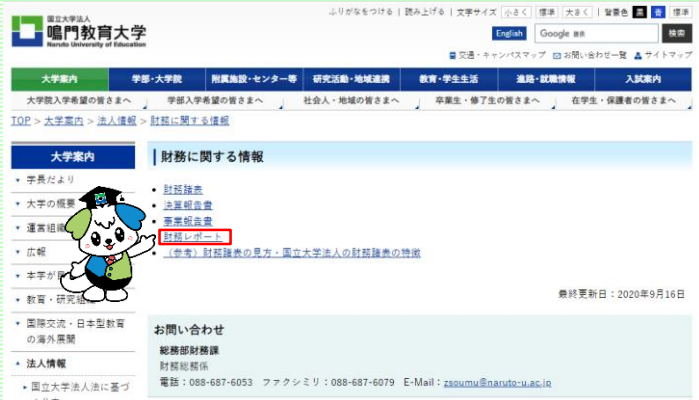 ふりがなをつける | 読み上げる | 文字サイズ 小さく 標準 大きく | 背景色 黒 青 標準
国立大学法人
鳴門教育大学
Naruto University of Education
English Google 検索 検索
交通・キャンパスマップ お問い合わせ一覧 サイトマップ
大学案内 学部・大学院 附属施設・センター等 研究活動・地域連携 教育・学生生活 進路・就職情報 入試案内
大学院入学希望の皆さまへ 学部入学希望の皆さまへ 社会人・地域の皆さまへ 卒業生・修了生の皆さまへ 在学生・保護者の皆さまへ
TOP > 大学案内 > 法人情報 > 財務に関する情報
大学案内
学長だより
大学の概要
運営組織
広報
本学が
教育・研究組
国際交流・日本型教育
の海外展開
法人情報
国立大学法人法に基づ
財務に関する情報
財務諸表
決算報告書
事業報告書
財務レポート
（参考）財務諸表の見方・国立大学法人の財務諸表の特徴
最終更新日：2020年9月16日
お問い合わせ
総務部財務課
財務総務係
電話：088-687-6053 ファクシミリ：088-687-6079 E-Mail：zsoumu@naruto-u.ac.jp